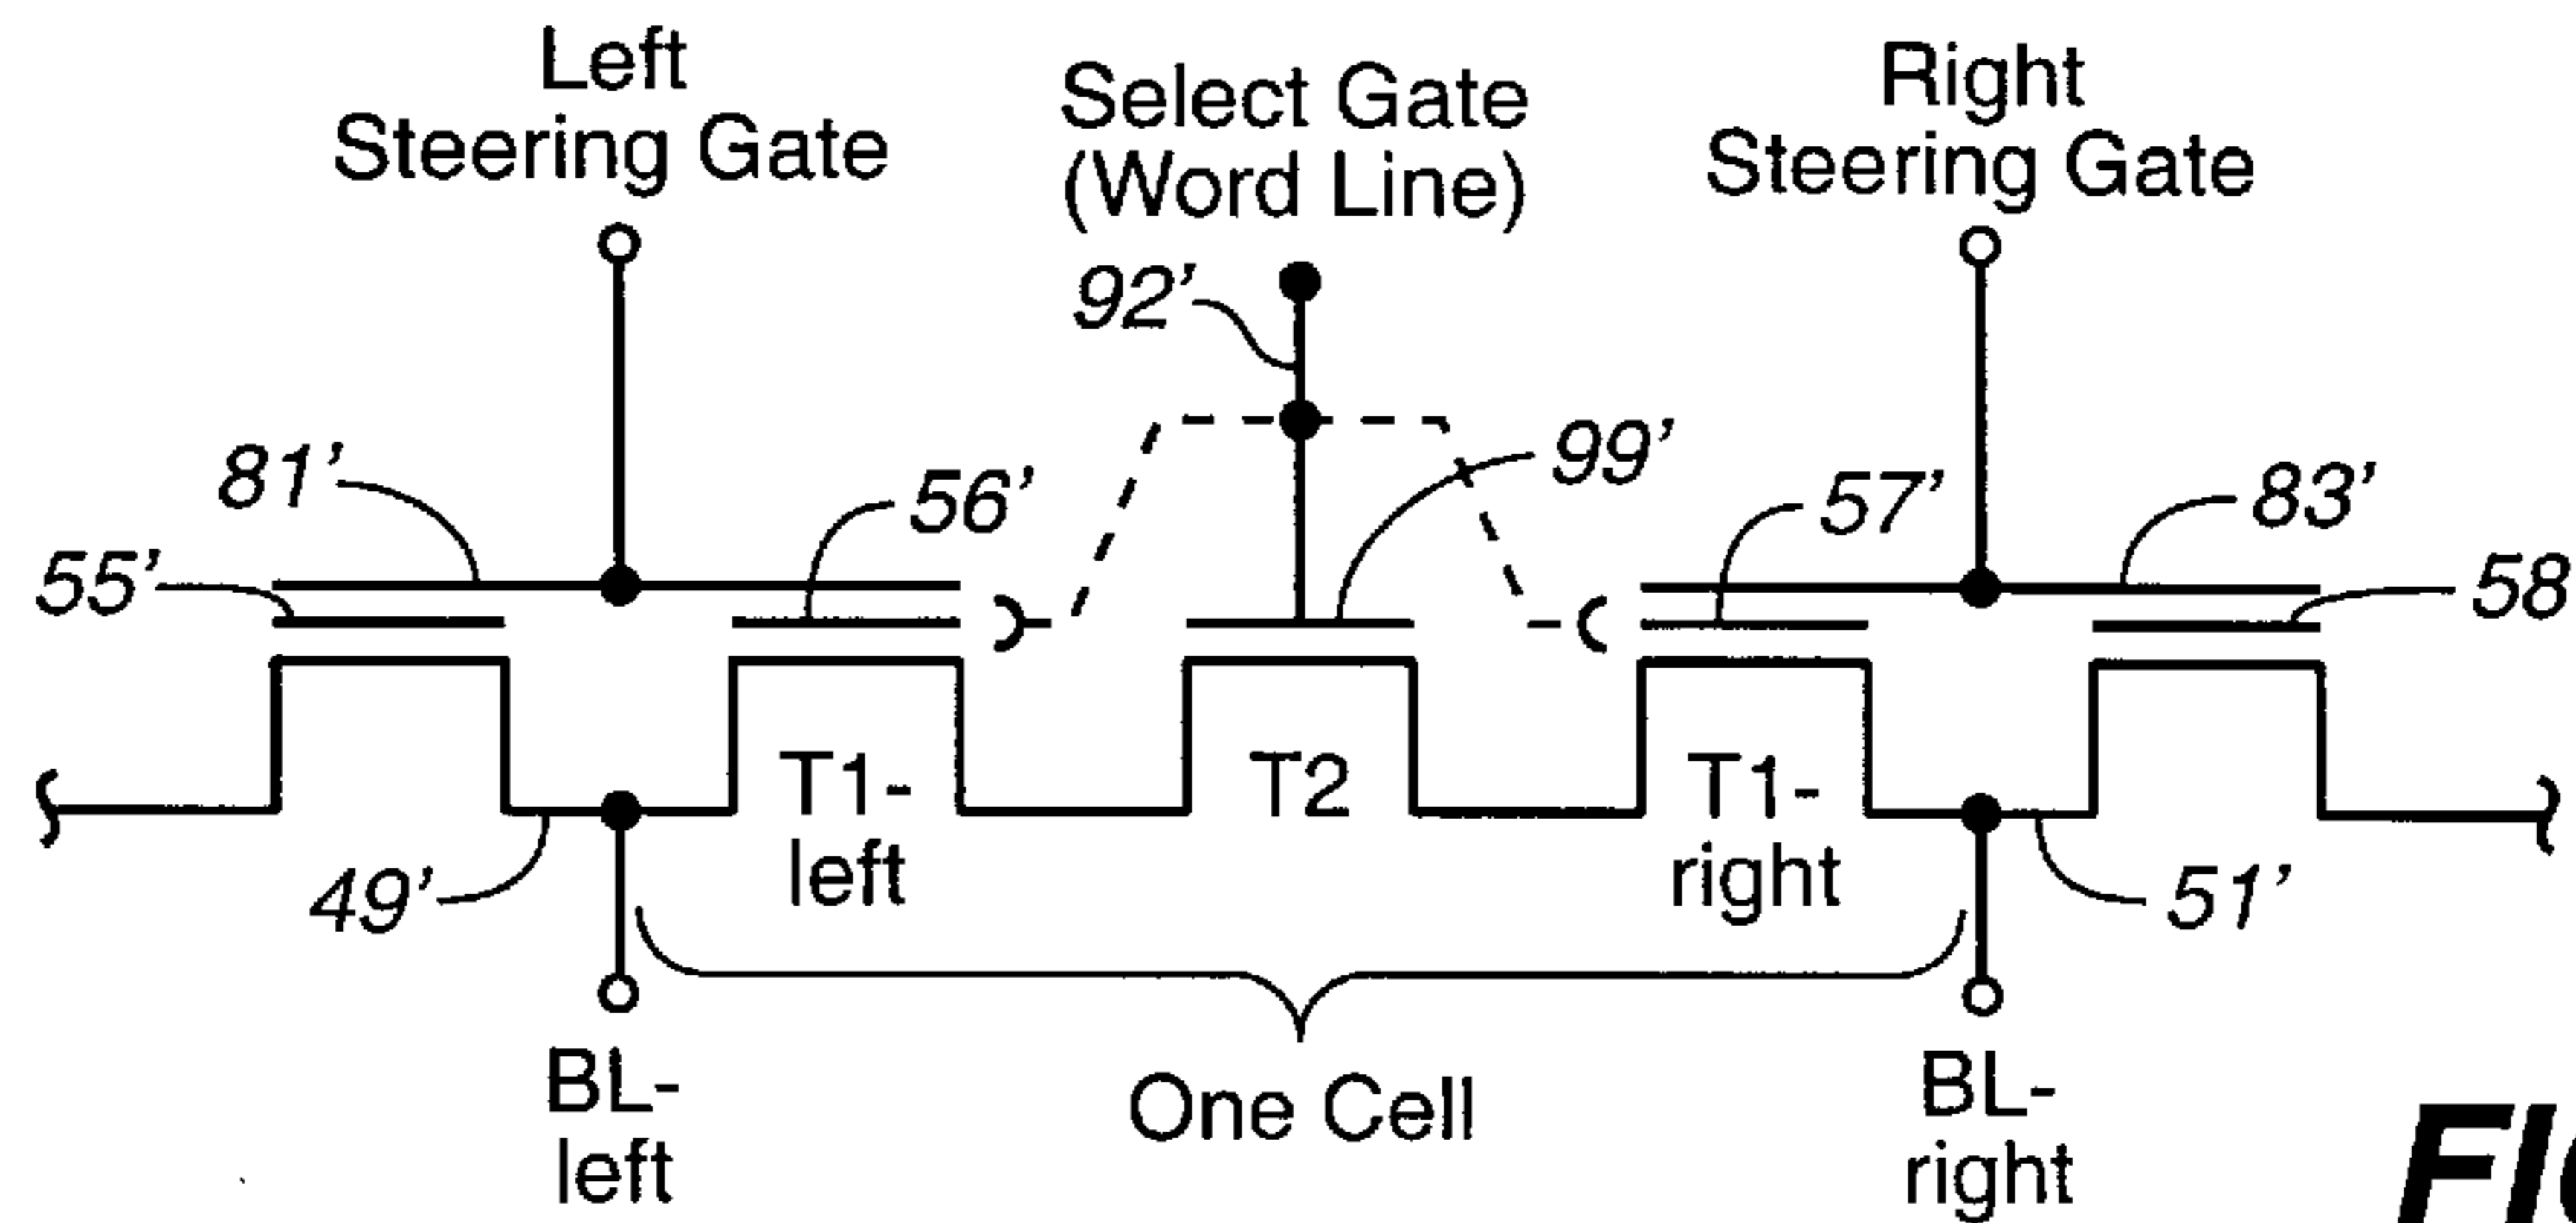 Left
Steering Gate
Select Gate
(Word Line)
Right
Steering Gate
92'
81'
56'
99'
57'
83'
55'
58
T1-
left
T2
T1-
right
49'
51'
BL-
left
One Cell
BL-
right